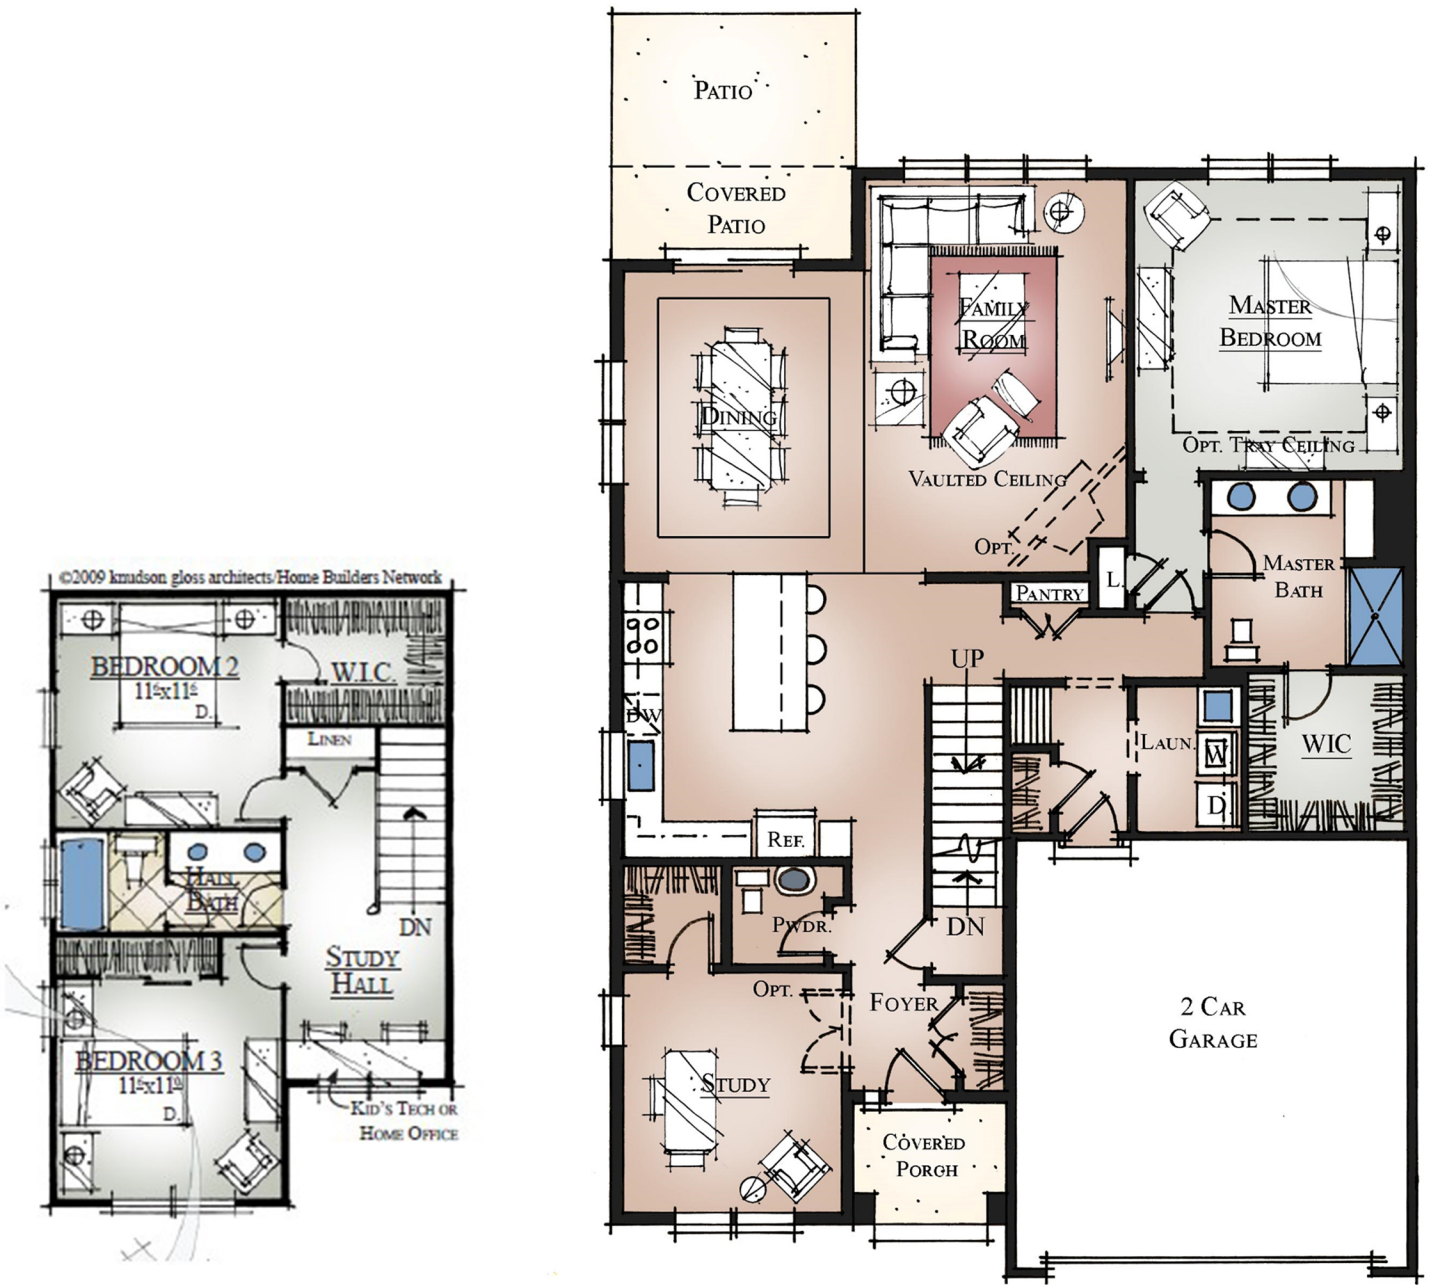 ©2009 knudson gloss architects/Home Builders Network
BEDROOM 2
11⁶x11⁶
D.
W.I.C.
LINEN
HALL
BATH
DN
STUDY
HALL
BEDROOM 3
11⁶x11⁰
D.
KID'S TECH OR
HOME OFFICE
PATIO
COVERED
PATIO
FAMILY
ROOM
MASTER
BEDROOM
DINING
OPT. TRAY CEILING
VAULTED CEILING
OPT.
L.
MASTER
BATH
PANTRY
UP
DW
LAUN.
W.
D.
WIC
REF.
PWDR.
DN
OPT.
FOYER
2 CAR
GARAGE
STUDY
COVERED
PORCH